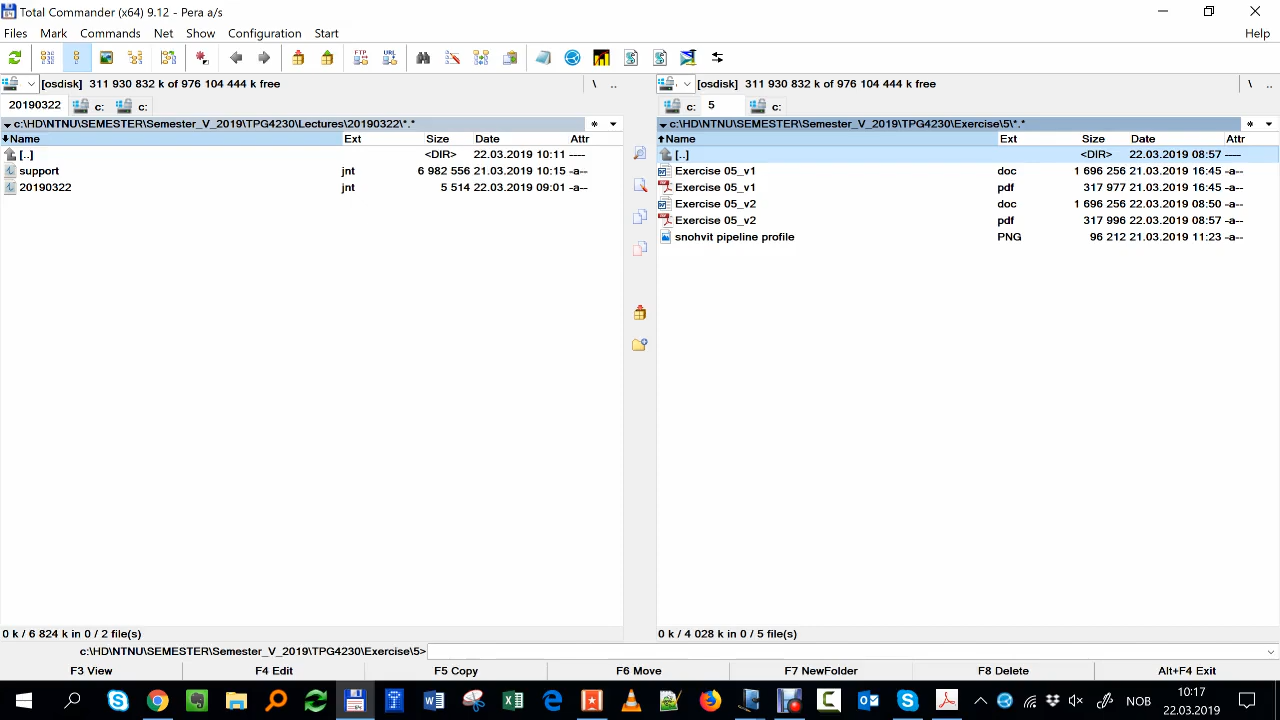 Total Commander (x64) 9.12 - Pera a/s
Files Mark Commands Net Show Configuration Start Help
FTP URL
[osdisk] 311 930 832 k of 976 104 444 k free \ ..
[osdisk] 311 930 832 k of 976 104 444 k free \ ..
20190322 c: c:
c: 5 c:
c:\HD\NTNU\SEMESTER\Semester_V_2019\TPG4230\Lectures\20190322\*.* *
c:\HD\NTNU\SEMESTER\Semester_V_2019\TPG4230\Exercise\5\*.* *
Name Ext Size Date Attr
[..] <DIR> 22.03.2019 10:11 ----
support jnt 6 982 556 21.03.2019 10:15 -a--
20190322 jnt 5 514 22.03.2019 09:01 -a--
Name Ext Size Date Attr
[..] <DIR> 22.03.2019 08:57 ----
Exercise 05_v1 doc 1 696 256 21.03.2019 16:45 -a--
Exercise 05_v1 pdf 317 977 21.03.2019 16:45 -a--
Exercise 05_v2 doc 1 696 256 22.03.2019 08:50 -a--
Exercise 05_v2 pdf 317 996 22.03.2019 08:57 -a--
snohvit pipeline profile PNG 96 212 21.03.2019 11:23 -a--
0 k / 6 824 k in 0 / 2 file(s)
0 k / 4 028 k in 0 / 5 file(s)
c:\HD\NTNU\SEMESTER\Semester_V_2019\TPG4230\Exercise\5>
F3 View F4 Edit F5 Copy F6 Move F7 NewFolder F8 Delete Alt+F4 Exit
NOB
10:17
22.03.2019